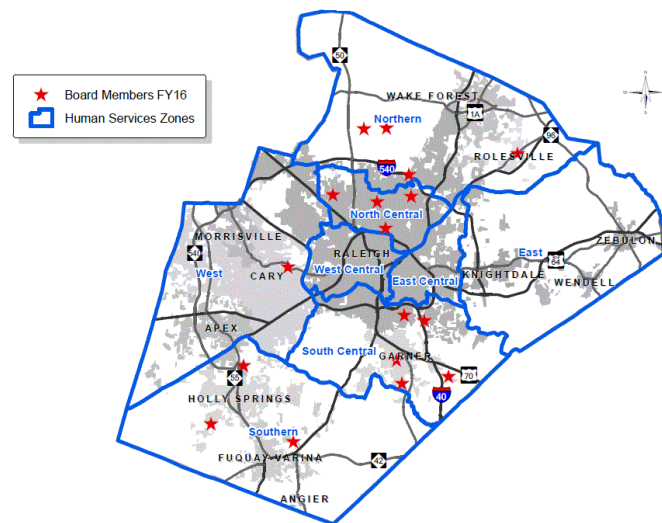 Board Members FY16
Human Services Zones
N
50
WAKE FOREST
Northern
1A
96
ROLESVILLE
540
North Central
MORRISVILLE
RALEIGH
East
ZEBULON
540
West
CARY
West Central
East Central
KNIGHTDALE
64
WENDELL
APEX
South Central
GARNER
55
70
40
HOLLY SPRINGS
Southern
FUQUAY-VARINA
42
ANGIER